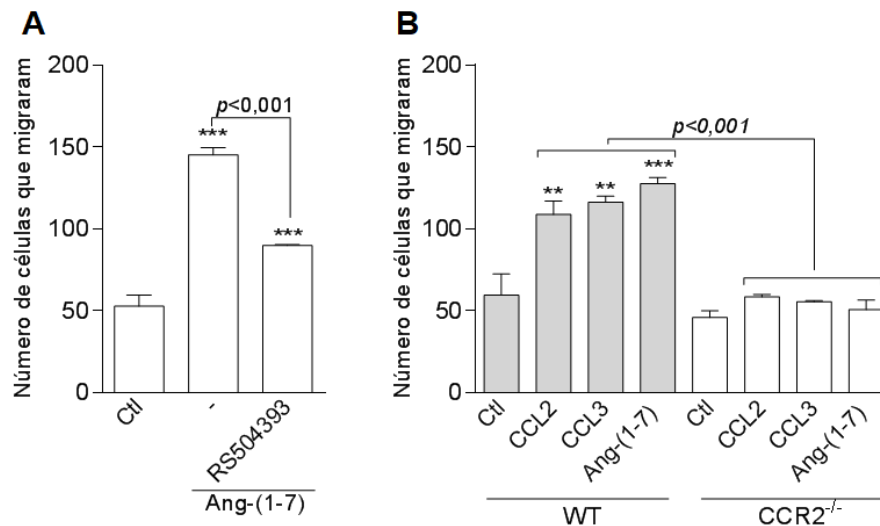 A
Número de células que migraram
200
150
100
50
0
p<0,001
***
***
Ctl
-
RS504393
Ang-(1-7)
B
Número de células que migraram
200
150
100
50
0
p<0,001
**
**
***
Ctl
CCL2
CCL3
Ang-(1-7)
Ctl
CCL2
CCL3
Ang-(1-7)
WT
CCR2-/-